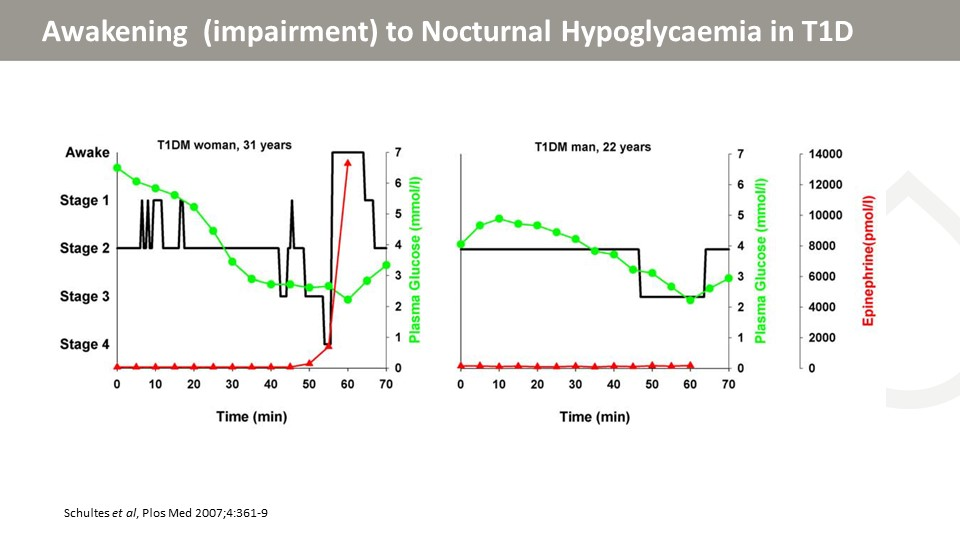 Awakening  (impairment) to Nocturnal Hypoglycaemia in T1D
T1DM woman, 31 years
Awake
Stage 1
Stage 2
Stage 3
Stage 4
7
6
5
4
3
2
1
0
Plasma Glucose (mmol/l)
0 10 20 30 40 50 60 70
Time (min)
T1DM man, 22 years
7
6
5
4
3
2
1
0
Plasma Glucose (mmol/l)
14000
12000
10000
8000
6000
4000
2000
0
Epinephrine(pmol/l)
0 10 20 30 40 50 60 70
Time (min)
Schultes et al, Plos Med 2007;4:361-9